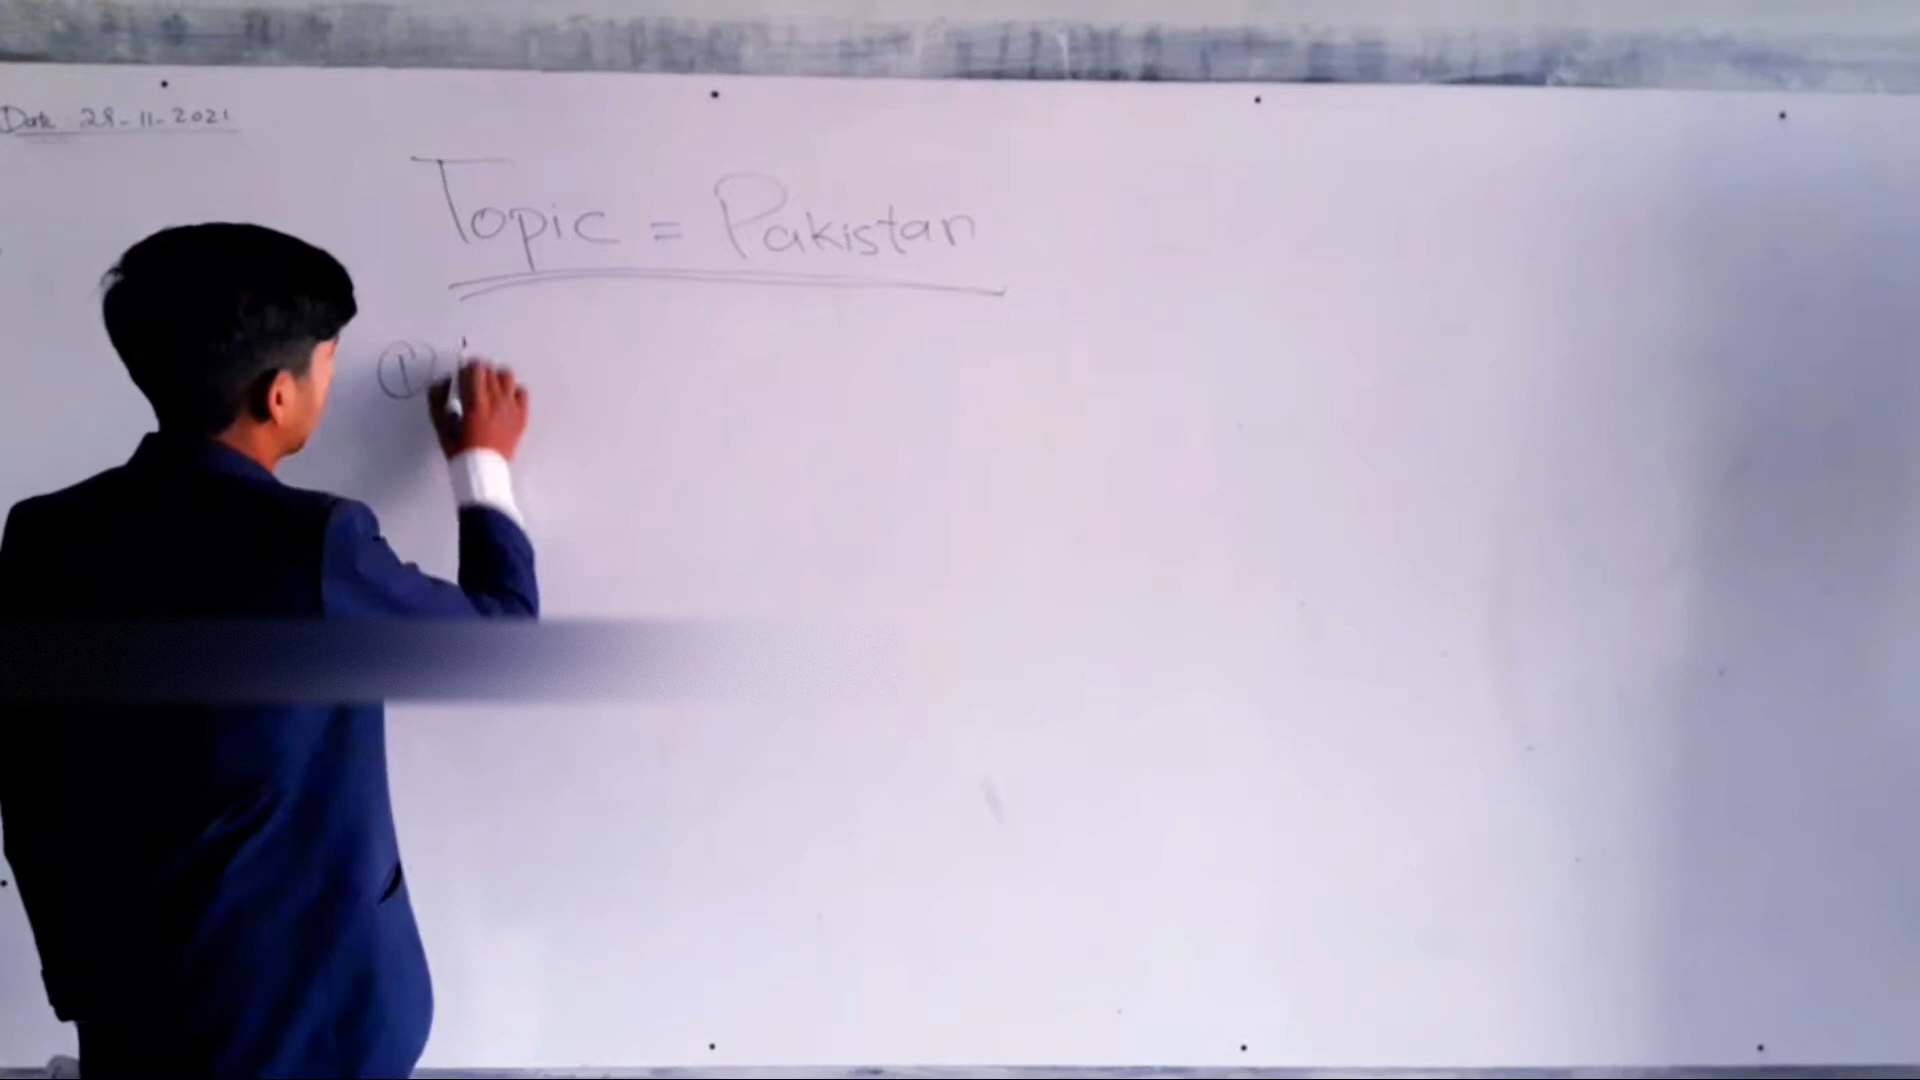 Date 28-11-2021
Topic = Pakistan
①